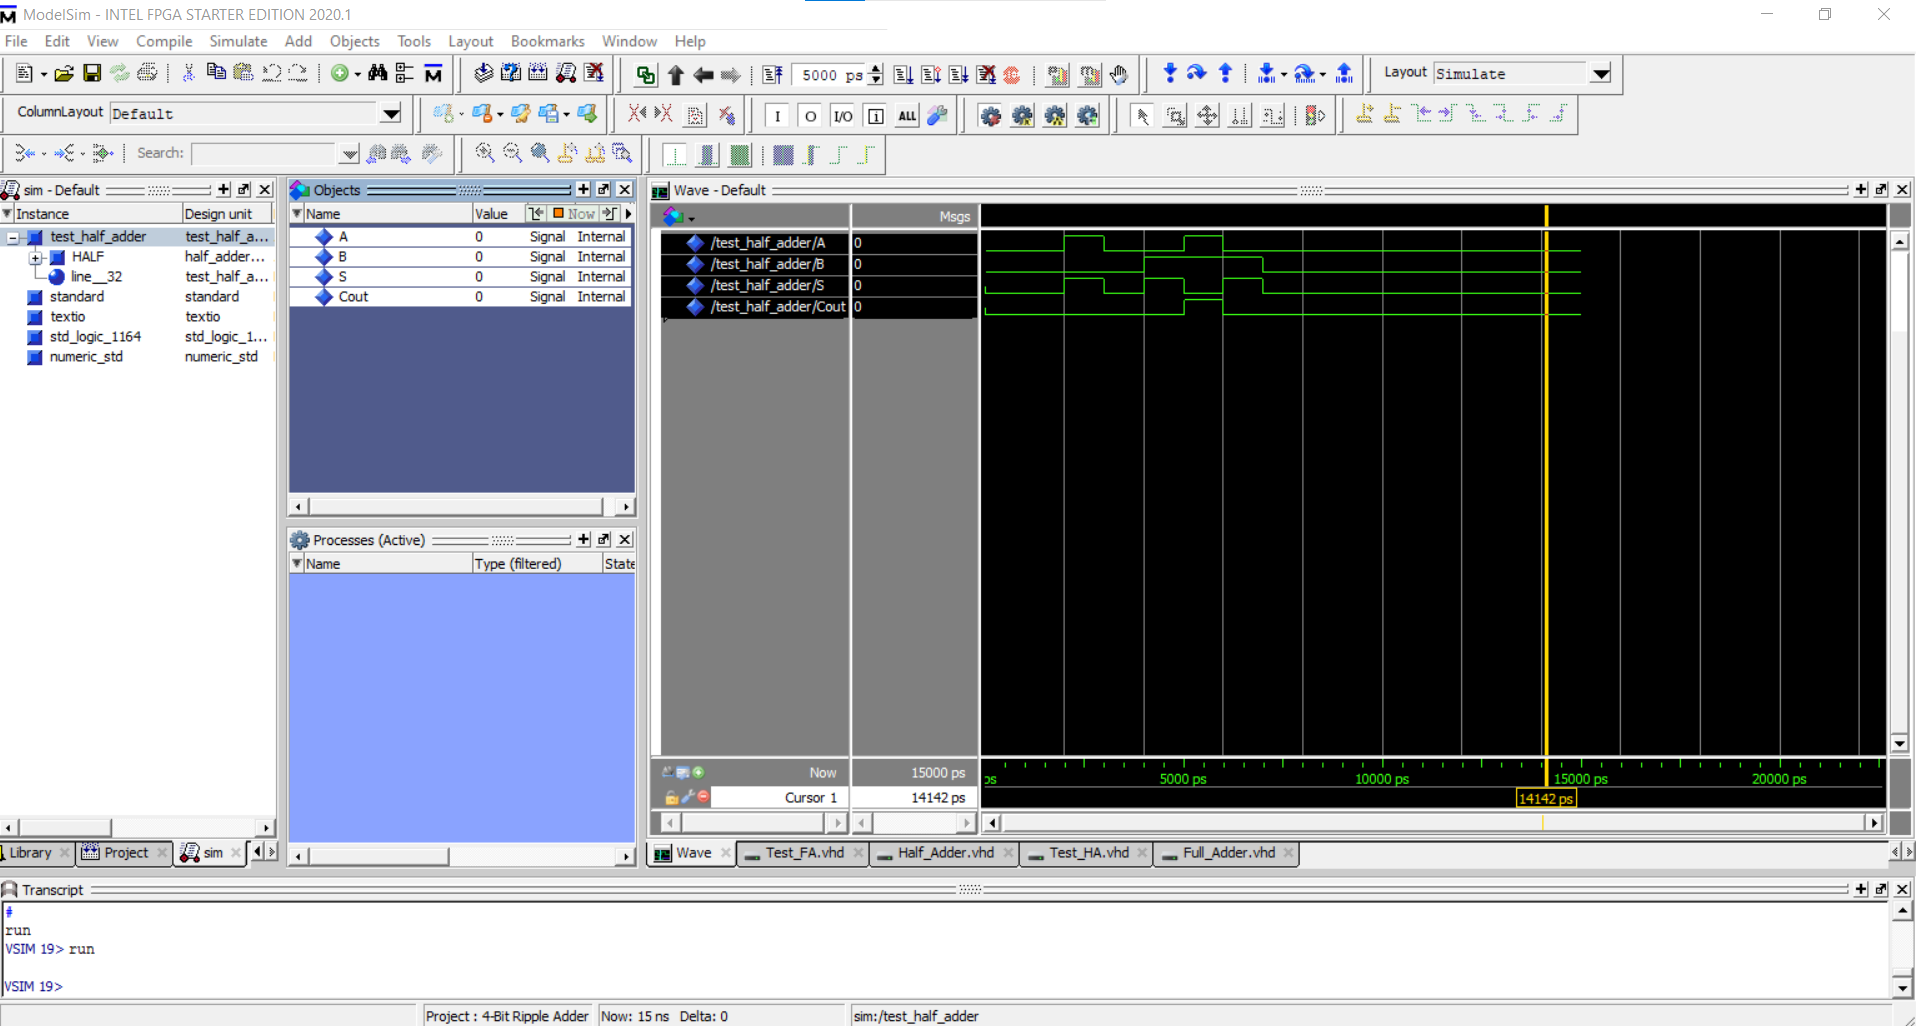 ModelSim - INTEL FPGA STARTER EDITION 2020.1
File Edit View Compile Simulate Add Objects Tools Layout Bookmarks Window Help
5000 ps
Layout Simulate
ColumnLayout Default
I O I/O i ALL
Search:
sim - Default
Instance Design unit
test_half_adder test_half_a...
HALF half_adder...
line__32 test_half_a...
standard standard
textio textio
std_logic_1164 std_logic_1...
numeric_std numeric_std
Objects
Name Value Now
A 0 Signal Internal
B 0 Signal Internal
S 0 Signal Internal
Cout 0 Signal Internal
Processes (Active)
Name Type (filtered) State
Wave - Default
Msgs
/test_half_adder/A 0
/test_half_adder/B 0
/test_half_adder/S 0
/test_half_adder/Cout 0
Now 15000 ps
ps 5000 ps 10000 ps 15000 ps 20000 ps
Cursor 1 14142 ps
14142 ps
Library Project sim
Wave Test_FA.vhd Half_Adder.vhd Test_HA.vhd Full_Adder.vhd
Transcript
#
run
VSIM 19> run
VSIM 19>
Project : 4-Bit Ripple Adder Now: 15 ns Delta: 0 sim:/test_half_adder